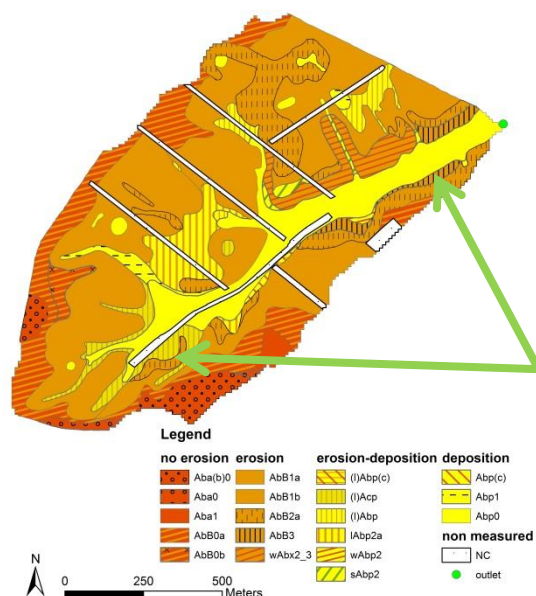 Legend
no erosion erosion erosion-deposition deposition
Aba(b)0 AbB1a (l)Abp(c) Abp(c)
Aba0 AbB1b (l)Acp Abp1
Aba1 AbB2a (l)Abp Abp0
AbB0a AbB3 lAbp2a non measured
AbB0b wAbx2_3 wAbp2 NC
sAbp2 outlet
N
0 250 500
Meters